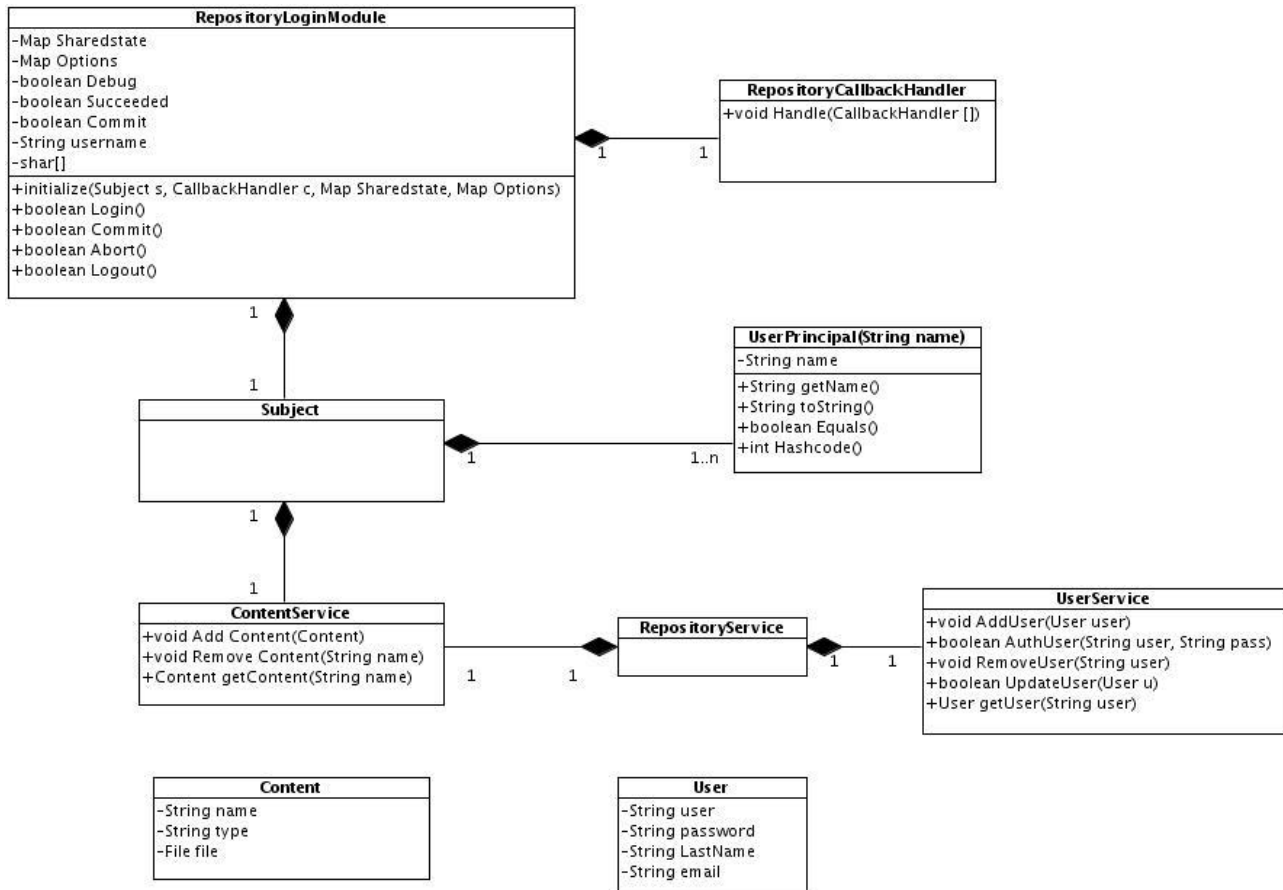 RepositoryLoginModule
-Map Sharedstate
-Map Options
-boolean Debug
-boolean Succeeded
-boolean Commit
-String username
-shar[]
+initialize(Subject s, CallbackHandler c, Map Sharedstate, Map Options)
+boolean Login()
+boolean Commit()
+boolean Abort()
+boolean Logout()
RepositoryCallbackHandler
+void Handle(CallbackHandler [])
1
1
1
1
UserPrincipal(String name)
-String name
+String getName()
+String toString()
+boolean Equals()
+int Hashcode()
Subject
1
1..n
1
1
ContentService
+void Add Content(Content)
+void Remove Content(String name)
+Content getContent(String name)
1
1
RepositoryService
1
1
UserService
+void AddUser(User user)
+boolean AuthUser(String user, String pass)
+void RemoveUser(String user)
+boolean UpdateUser(User u)
+User getUser(String user)
Content
-String name
-String type
-File file
User
-String user
-String password
-String LastName
-String email